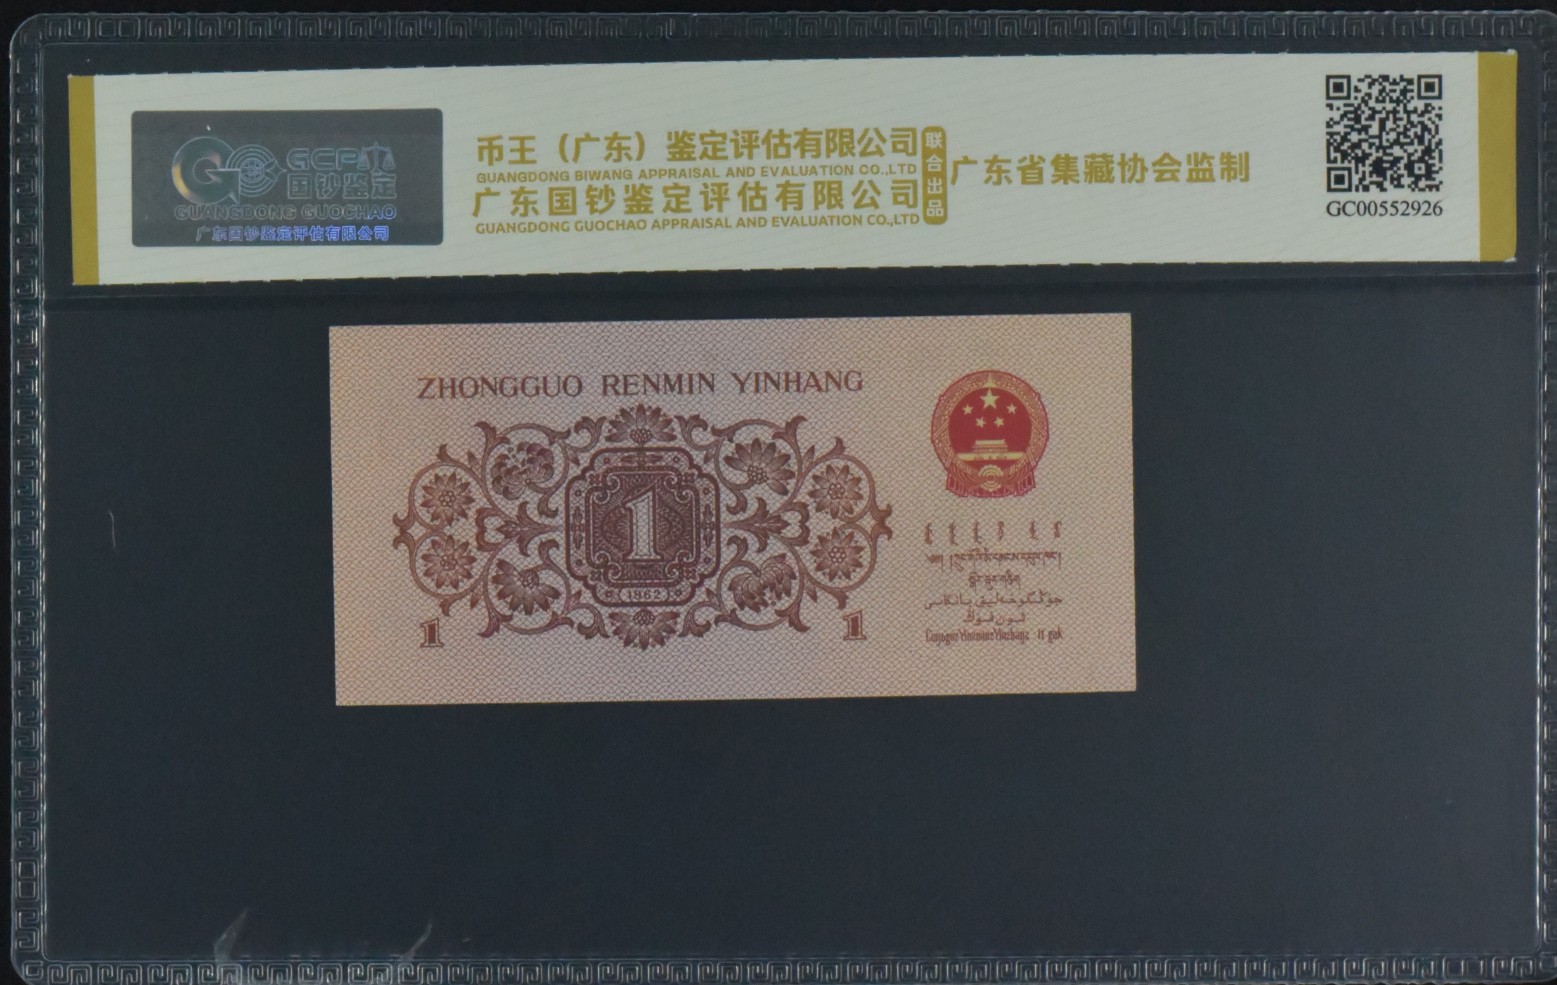 GCPA
国钞鉴定
GUANGDONG GUOCHAO
广东国钞鉴定评估有限公司
币王（广东）鉴定评估有限公司
GUANGDONG BIWANG APPRAISAL AND EVALUATION CO.,LTD
广东国钞鉴定评估有限公司
GUANGDONG GUOCHAO APPRAISAL AND EVALUATION CO.,LTD
联合出品
广东省集藏协会监制
GC00552926
ZHONGGUO RENMIN YINHANG
1
1962
1
1